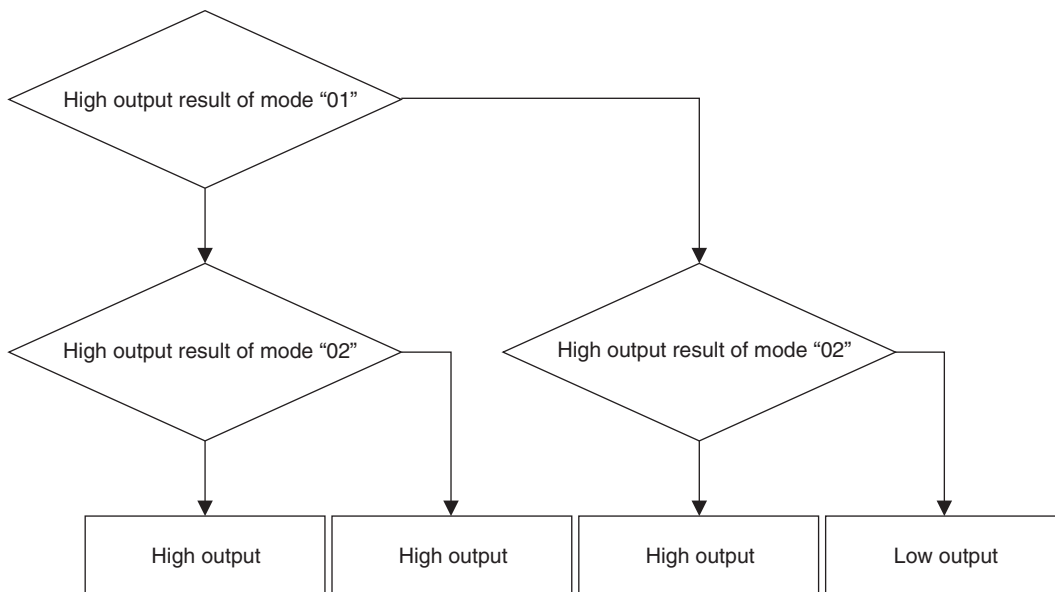 High output result of mode “01”
High output result of mode “02”
High output result of mode “02”
High output
High output
High output
Low output